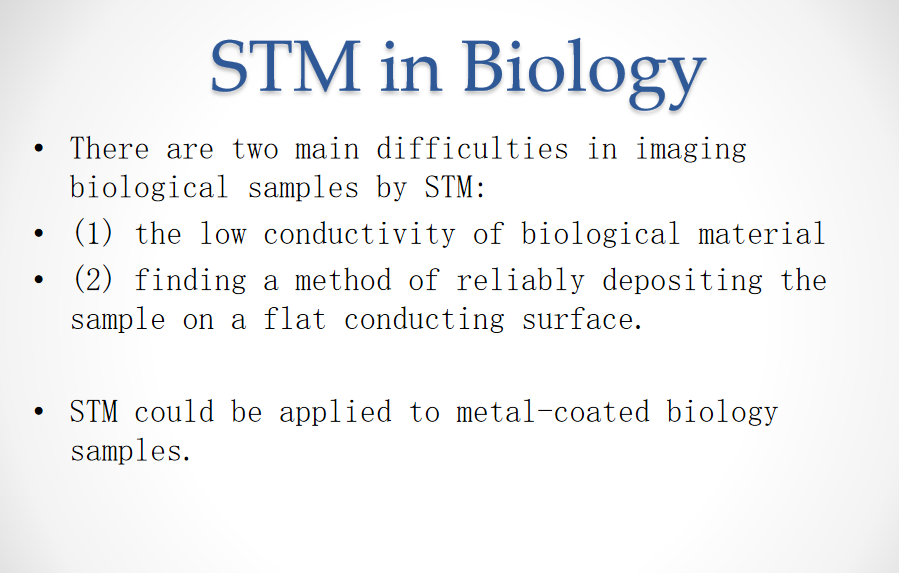 STM in Biology
• There are two main difficulties in imaging
biological samples by STM:
• (1) the low conductivity of biological material
• (2) finding a method of reliably depositing the
sample on a flat conducting surface.
• STM could be applied to metal-coated biology
samples.